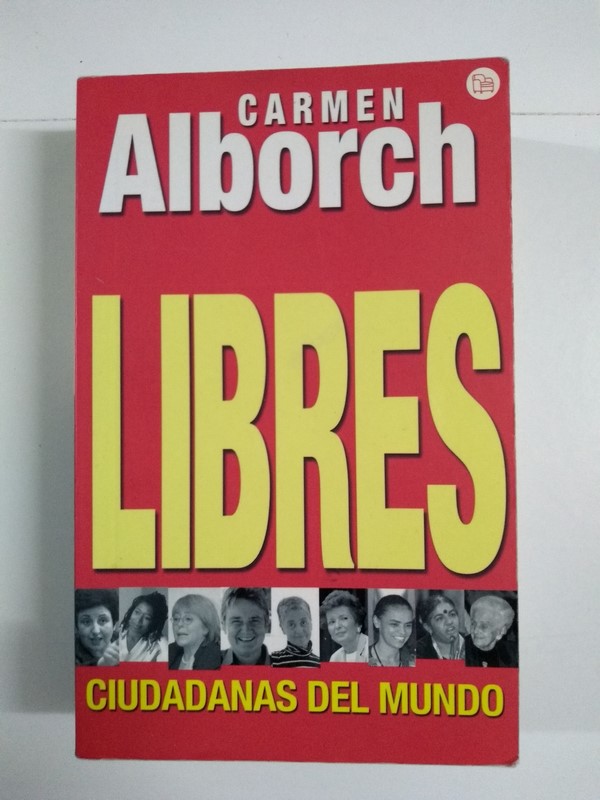 CARMEN
Alborch
LIBRES
CIUDADANAS DEL MUNDO